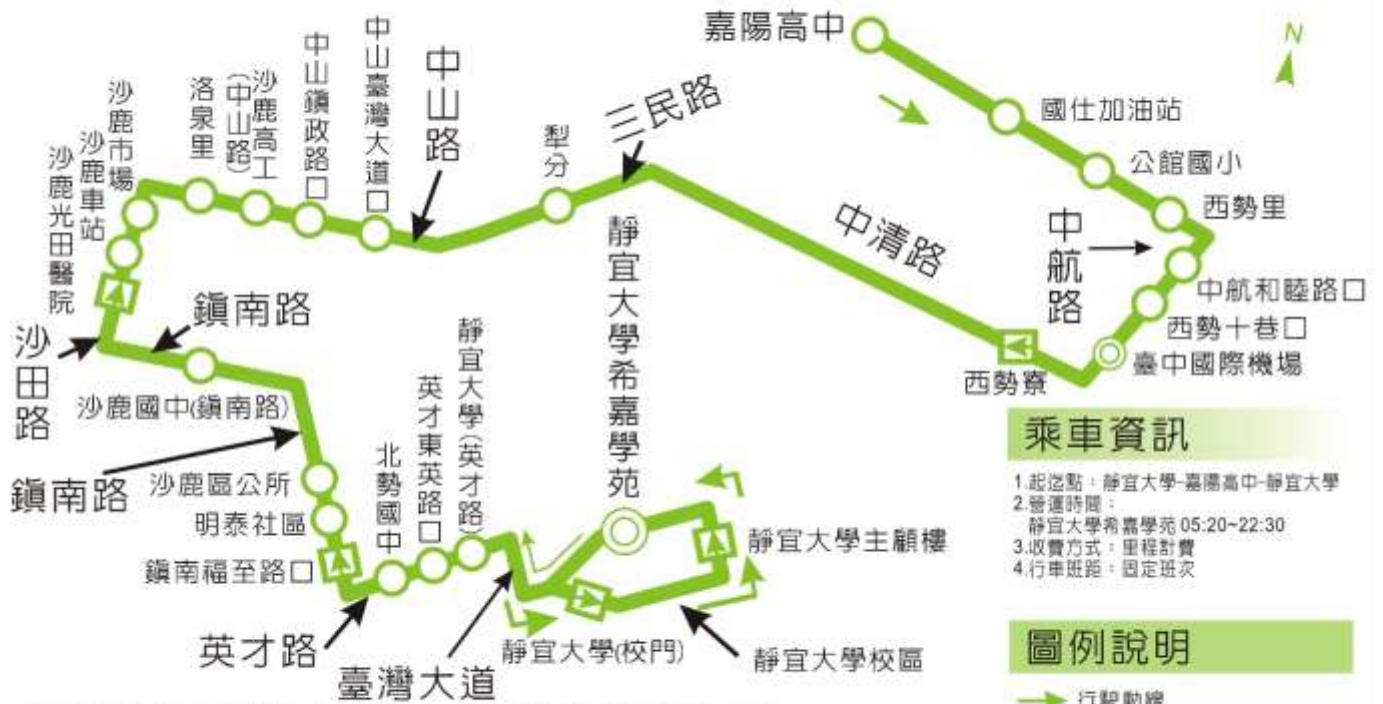 嘉陽高中
N
國仕加油站
公館國小
西勢里
中航路
中航和睦路口
西勢十巷口
臺中國際機場
西勢寮
中清路
三民路
犁分
中山路
中山臺灣大道口
中山鎮政路口
沙鹿高工
(中山路)
洛泉里
沙鹿市場
沙鹿車站
沙鹿光田醫院
沙田路
鎮南路
沙鹿國中(鎮南路)
鎮南路
沙鹿區公所
明泰社區
鎮南福至路口
英才路
北勢國中
英才東英路口
靜宜大學(英才路)
臺灣大道
靜宜大學希嘉學苑
靜宜大學主顧樓
靜宜大學(校門)
靜宜大學校區
乘車資訊
1.起迄點：靜宜大學-嘉陽高中-靜宜大學
2.營運時間：
靜宜大學希嘉學苑 05:20~22:30
3.收費方式：里程計費
4.行車班距：固定班次
圖例說明
行駛動線